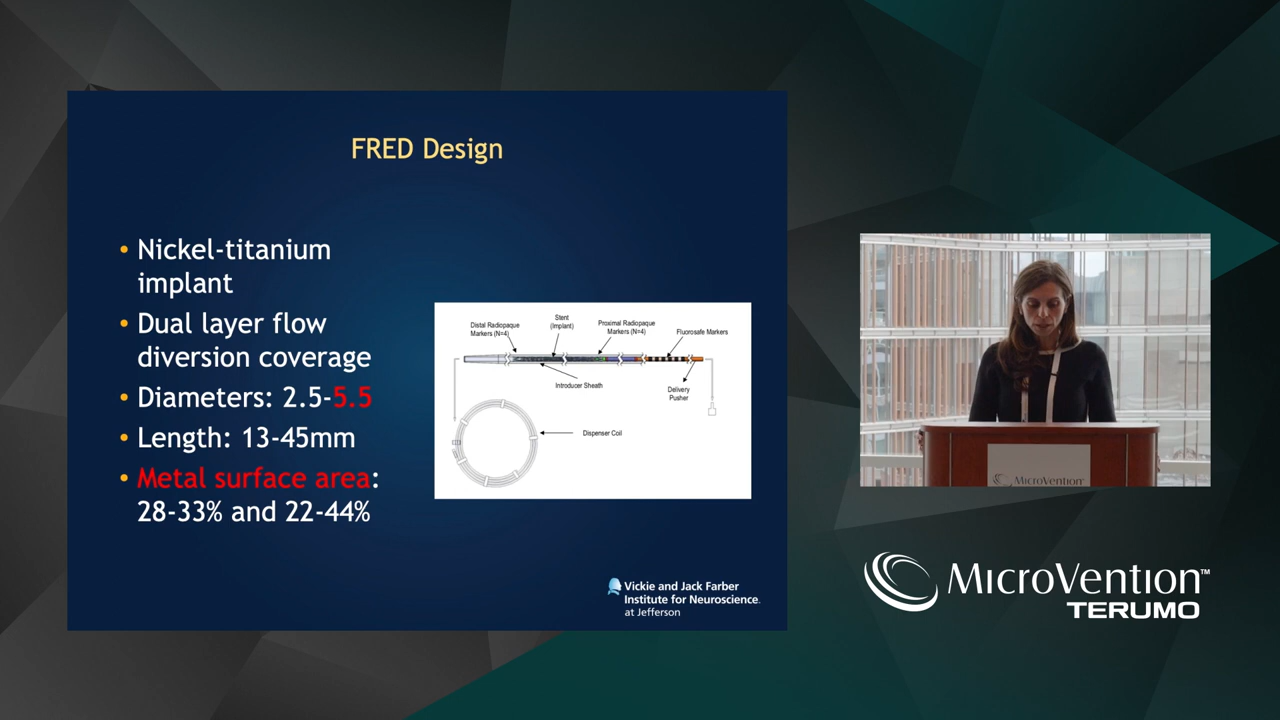 FRED Design
• Nickel-titanium
implant
• Dual layer flow
diversion coverage
• Diameters: 2.5-5.5
• Length: 13-45mm
• Metal surface area:
28-33% and 22-44%
Distal Radiopaque
Markers (N=4)
Stent
(Implant)
Proximal Radiopaque
Markers (N=4)
Fluorosafe Markers
Introducer Sheath
Delivery
Pusher
Dispenser Coil
Vickie and Jack Farber
Institute for Neuroscience.
at Jefferson
MicroVention
MicroVention™
TERUMO